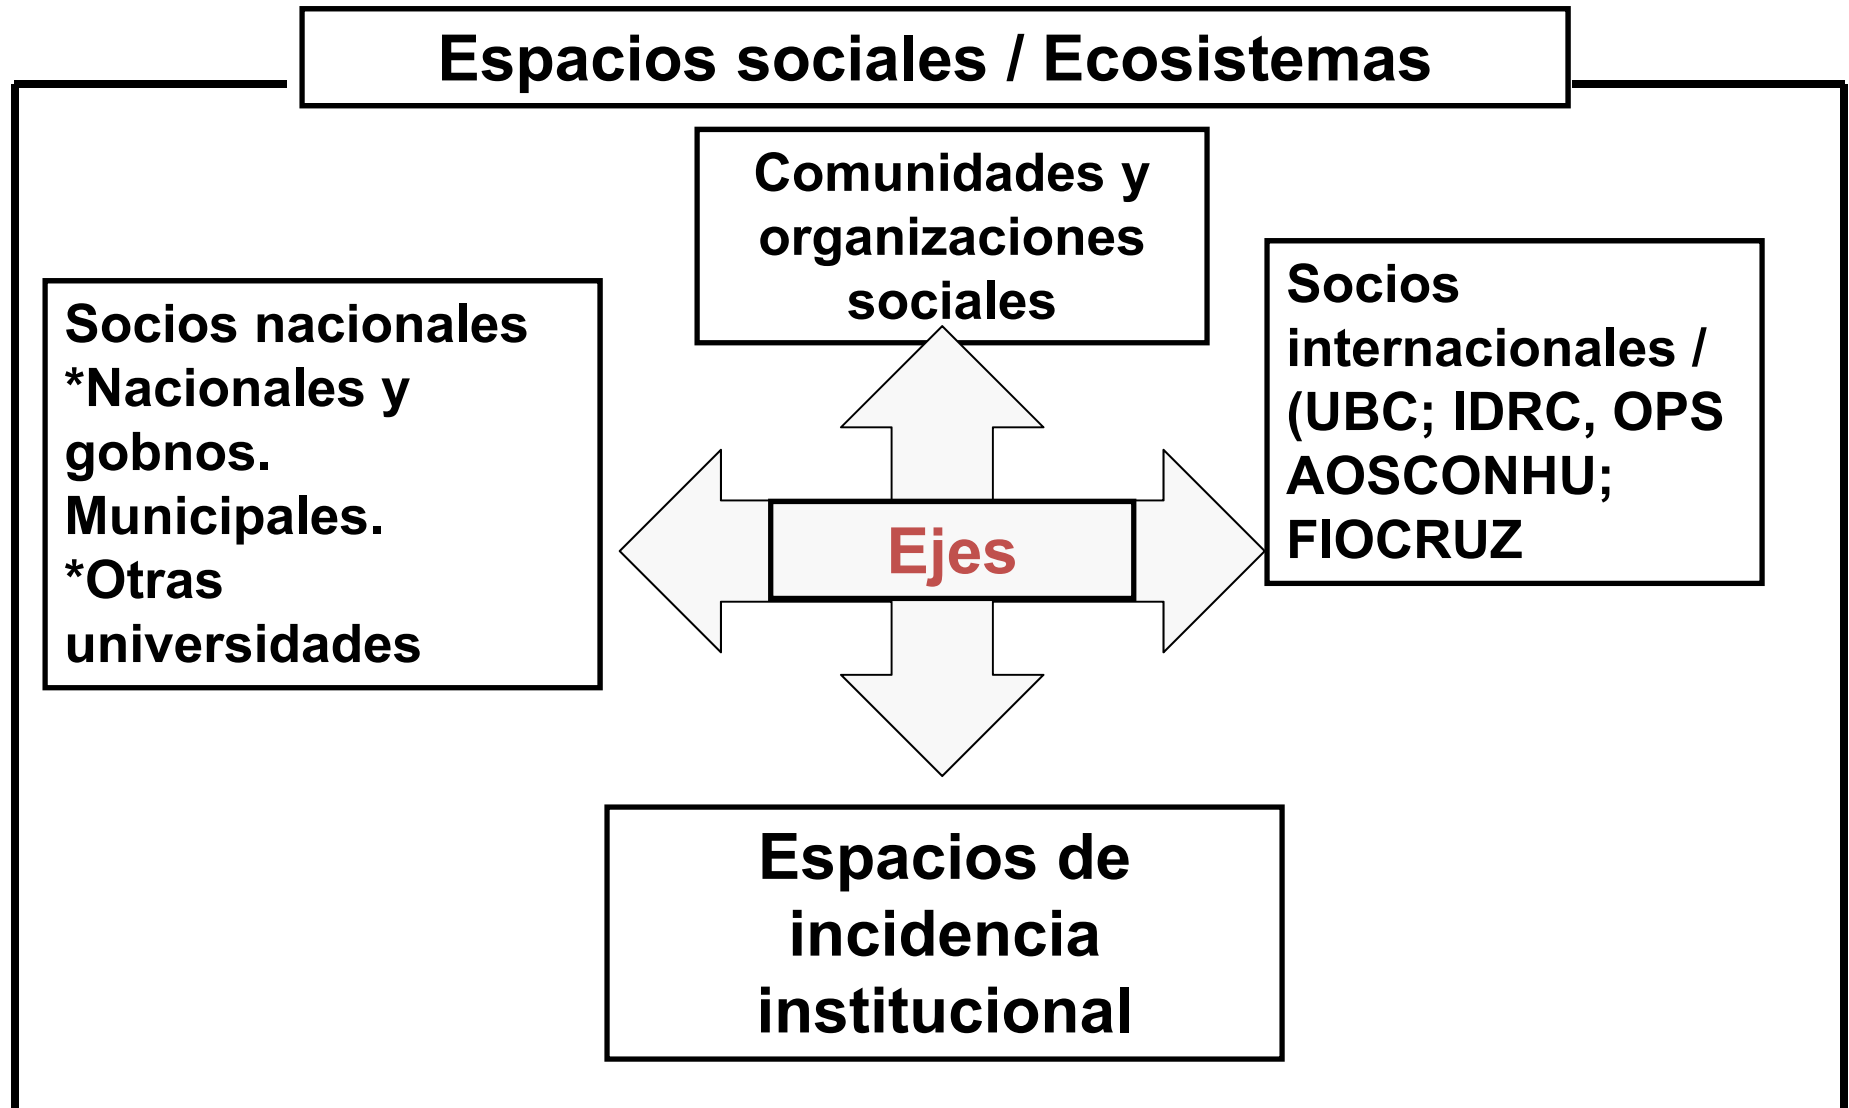 Espacios sociales / Ecosistemas
Comunidades y
organizaciones
sociales
Socios nacionales
*Nacionales y
gobnos.
Municipales.
*Otras
universidades
Socios
internacionales /
(UBC; IDRC, OPS
AOSCONHU;
FIOCRUZ
Ejes
Espacios de
incidencia
institucional